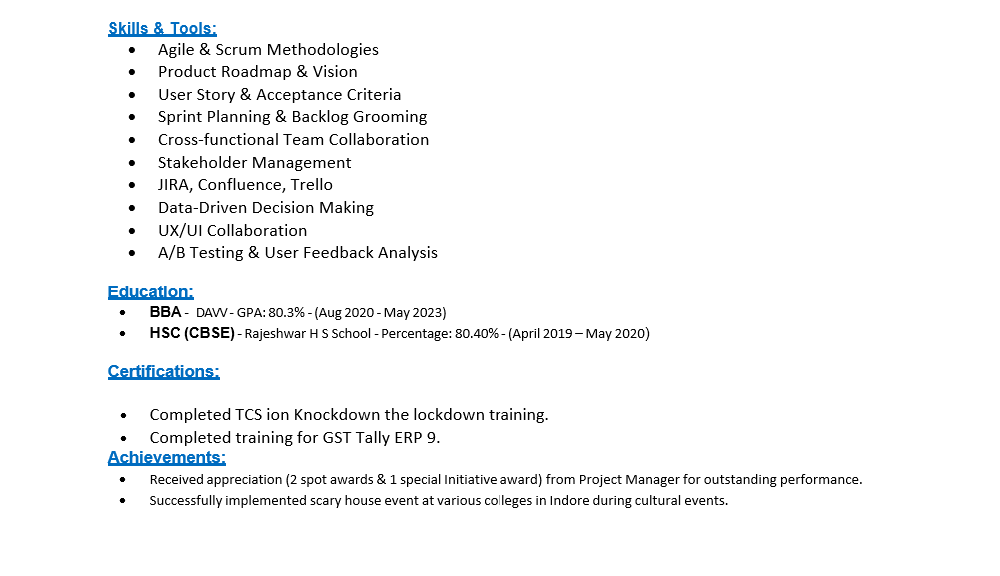 Skills & Tools:
• Agile & Scrum Methodologies
• Product Roadmap & Vision
• User Story & Acceptance Criteria
• Sprint Planning & Backlog Grooming
• Cross-functional Team Collaboration
• Stakeholder Management
• JIRA, Confluence, Trello
• Data-Driven Decision Making
• UX/UI Collaboration
• A/B Testing & User Feedback Analysis
Education:
• BBA - DAVV - GPA: 80.3% - (Aug 2020 - May 2023)
• HSC (CBSE) - Rajeshwar H S School - Percentage: 80.40% - (April 2019 – May 2020)
Certifications:
• Completed TCS ion Knockdown the lockdown training.
• Completed training for GST Tally ERP 9.
Achievements:
• Received appreciation (2 spot awards & 1 special Initiative award) from Project Manager for outstanding performance.
• Successfully implemented scary house event at various colleges in Indore during cultural events.